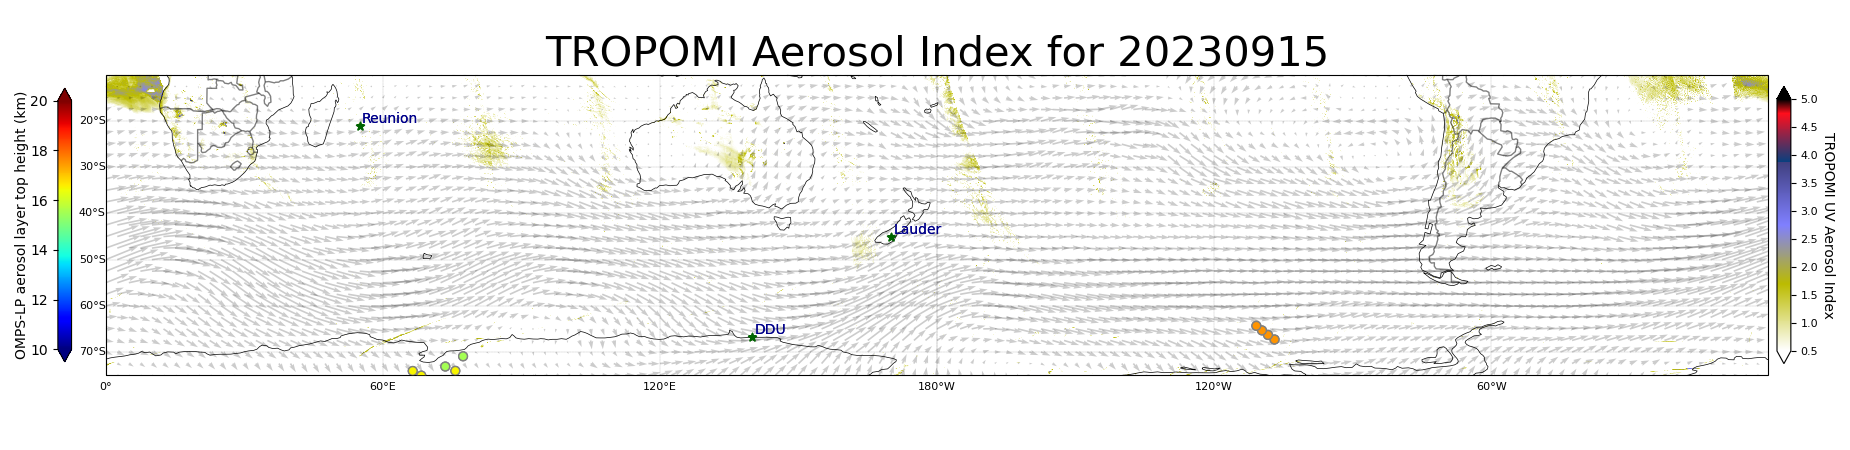 TROPOMI Aerosol Index for 20230915
OMPS-LP aerosol layer top height (km)
20
18
16
14
12
10
20°S
30°S
40°S
50°S
60°S
70°S
Reunion
Lauder
DDU
0°
60°E
120°E
180°W
120°W
60°W
5.0
4.5
4.0
3.5
3.0
2.5
2.0
1.5
1.0
0.5
TROPOMI UV Aerosol Index